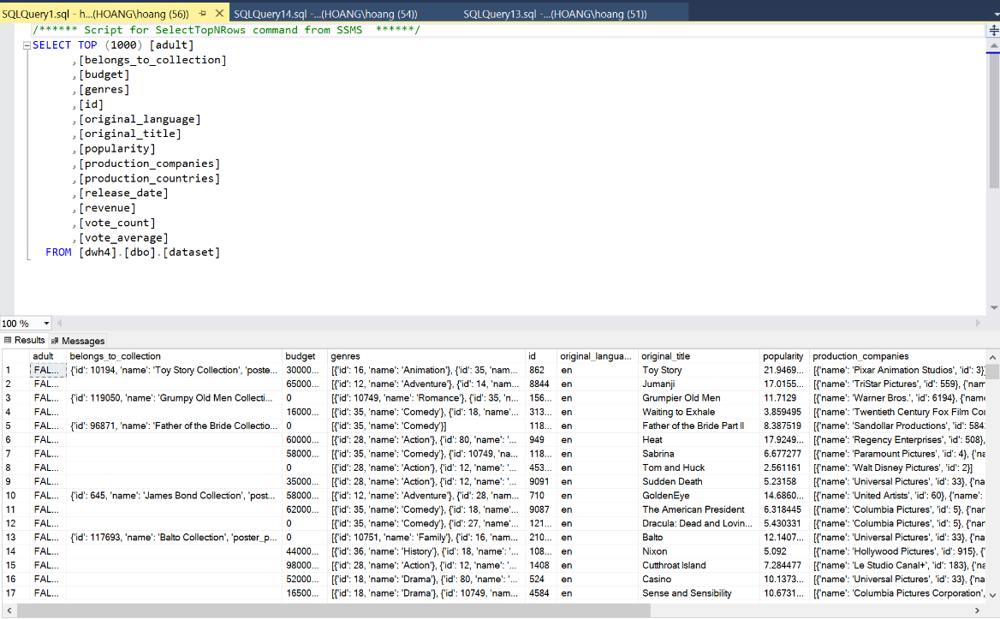 SQLQuery1.sql - h...(HOANG\hoang (56)) SQLQuery14.sql -...(HOANG\hoang (54)) SQLQuery13.sql -...(HOANG\hoang (51))
/****** Script for SelectTopNRows command from SSMS ******/
SELECT TOP (1000) [adult]
,[belongs_to_collection]
,[budget]
,[genres]
,[id]
,[original_language]
,[original_title]
,[popularity]
,[production_companies]
,[production_countries]
,[release_date]
,[revenue]
,[vote_count]
,[vote_average]
FROM [dwh4].[dbo].[dataset]
100 %
Results Messages
adult belongs_to_collection budget genres id original_langua... original_title popularity production_companies
1 FAL... {'id': 10194, 'name': 'Toy Story Collection', 'poste... 30000... [{'id': 16, 'name': 'Animation'}, {'id': 35, 'nam... 862 en Toy Story 21.9469... [{'name': 'Pixar Animation Studios', 'id': 3}]
2 FAL... 65000... [{'id': 12, 'name': 'Adventure'}, {'id': 14, 'nam... 8844 en Jumanji 17.0155... [{'name': 'TriStar Pictures', 'id': 559}, {'nam
3 FAL... {'id': 119050, 'name': 'Grumpy Old Men Collecti... 0 [{'id': 10749, 'name': 'Romance'}, {'id': 35, 'n... 156... en Grumpier Old Men 11.7129 [{'name': 'Warner Bros.', 'id': 6194}, {'nam
4 FAL... 16000... [{'id': 35, 'name': 'Comedy'}, {'id': 18, 'name'... 313... en Waiting to Exhale 3.859495 [{'name': 'Twentieth Century Fox Film Co
5 FAL... {'id': 96871, 'name': 'Father of the Bride Collectio... 0 [{'id': 35, 'name': 'Comedy'}] 118... en Father of the Bride Part II 8.387519 [{'name': 'Sandollar Productions', 'id': 584
6 FAL... 60000... [{'id': 28, 'name': 'Action'}, {'id': 80, 'name': '... 949 en Heat 17.9249... [{'name': 'Regency Enterprises', 'id': 508},
7 FAL... 58000... [{'id': 35, 'name': 'Comedy'}, {'id': 10749, 'na... 118... en Sabrina 6.677277 [{'name': 'Paramount Pictures', 'id': 4}, {'na
8 FAL... 0 [{'id': 28, 'name': 'Action'}, {'id': 12, 'name': '... 453... en Tom and Huck 2.561161 [{'name': 'Walt Disney Pictures', 'id': 2}]
9 FAL... 35000... [{'id': 28, 'name': 'Action'}, {'id': 12, 'name': '... 9091 en Sudden Death 5.23158 [{'name': 'Universal Pictures', 'id': 33}, {'na
10 FAL... {'id': 645, 'name': 'James Bond Collection', 'post... 58000... [{'id': 12, 'name': 'Adventure'}, {'id': 28, 'nam... 710 en GoldenEye 14.6860... [{'name': 'United Artists', 'id': 60}, {'name':
11 FAL... 62000... [{'id': 35, 'name': 'Comedy'}, {'id': 18, 'name'... 9087 en The American President 6.318445 [{'name': 'Columbia Pictures', 'id': 5}, {'nan
12 FAL... 0 [{'id': 35, 'name': 'Comedy'}, {'id': 27, 'name'... 121... en Dracula: Dead and Lovin... 5.430331 [{'name': 'Columbia Pictures', 'id': 5}, {'nan
13 FAL... {'id': 117693, 'name': 'Balto Collection', 'poster_p... 0 [{'id': 10751, 'name': 'Family'}, {'id': 16, 'nam... 210... en Balto 12.1407... [{'name': 'Universal Pictures', 'id': 33}, {'na
14 FAL... 44000... [{'id': 36, 'name': 'History'}, {'id': 18, 'name': '... 108... en Nixon 5.092 [{'name': 'Hollywood Pictures', 'id': 915}, {'
15 FAL... 98000... [{'id': 28, 'name': 'Action'}, {'id': 12, 'name': '... 1408 en Cutthroat Island 7.284477 [{'name': 'Le Studio Canal+', 'id': 183}, {'na
16 FAL... 52000... [{'id': 18, 'name': 'Drama'}, {'id': 80, 'name': '... 524 en Casino 10.1373... [{'name': 'Universal Pictures', 'id': 33}, {'na
17 FAL... 16500... [{'id': 18, 'name': 'Drama'}, {'id': 10749, 'nam... 4584 en Sense and Sensibility 10.6731... [{'name': 'Columbia Pictures Corporation',